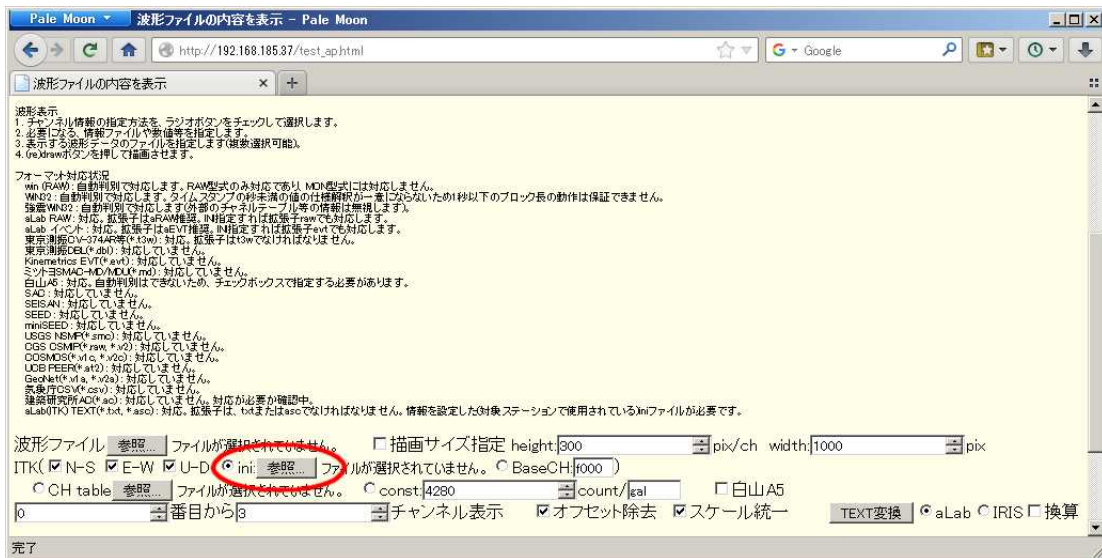 Pale Moon
波形ファイルの内容を表示 - Pale Moon
http://192.168.185.37/test_ap.html
Google
波形ファイルの内容を表示
波形表示
1. チャンネル情報の指定方法を、ラジオボタンをチェックして選択します。
2. 必要になる、情報ファイルや数値等を指定します。
3. 表示する波形データのファイルを指定します(複数選択可能)。
4. (re)drawボタンを押して描画させます。
フォーマット対応状況
win (RAW) : 自動判別で対応します。RAW型式のみ対応であり、MON型式には対応しません。
WIN32 : 自動判別で対応します。タイムスタンプの秒未満の値の仕様解釈が一意にならないため1秒以下のブロック長の動作は保証できません。
強震WIN32 : 自動判別で対応します(外部のチャネルテーブル等の情報は無視します)。
aLab RAW: 対応。拡張子はaRAW推奨。INI指定すれば拡張子rawでも対応します。
aLab イベント : 対応。拡張子はaEVT推奨。INI指定すれば拡張子evtでも対応します。
東京測振CV-374AR等(*.t3w) : 対応。拡張子はt3wでなければなりません。
東京測振DBL(*.dbl) : 対応していません。
Kinemetrics EVT(*.evt) : 対応していません。
ミツトヨSMAC-MD/MDU(*.md) : 対応していません。
白山A5 : 対応。自動判別はできないため、チェックボックスで指定する必要があります。
SAC : 対応していません。
SEISAN : 対応していません。
SEED : 対応していません。
miniSEED : 対応していません。
USGS NSMP(*.smc) : 対応していません。
CGS CSMIP(*.raw, *.v2) : 対応していません。
COSMOS(*.v1c, *.v2c) : 対応していません。
UCB PEER(*.at2) : 対応していません。
GeoNet(*.v1a, *.v2a) : 対応していません。
気象庁CSV(*.csv) : 対応していません。
建築研究所AC(*.ac) : 対応していません。対応が必要か確認中。
aLab(ITK) TEXT(*.txt, *.asc) : 対応。拡張子は、txtまたはascでなければなりません。情報を設定した(対象ステーションで使用されている)iniファイルが必要です。
波形ファイル 参照... ファイルが選択されていません。 描画サイズ指定 height:300 pix/ch width:1000 pix
ITK( N-S E-W U-D ini: 参照... ファイルが選択されていません。 BaseCH:f000 )
CH table 参照... ファイルが選択されていません。 const:4280 count/gal 白山A5
0 番目から3 チャンネル表示 オフセット除去 スケール統一 TEXT変換 aLab IRIS 換算
完了